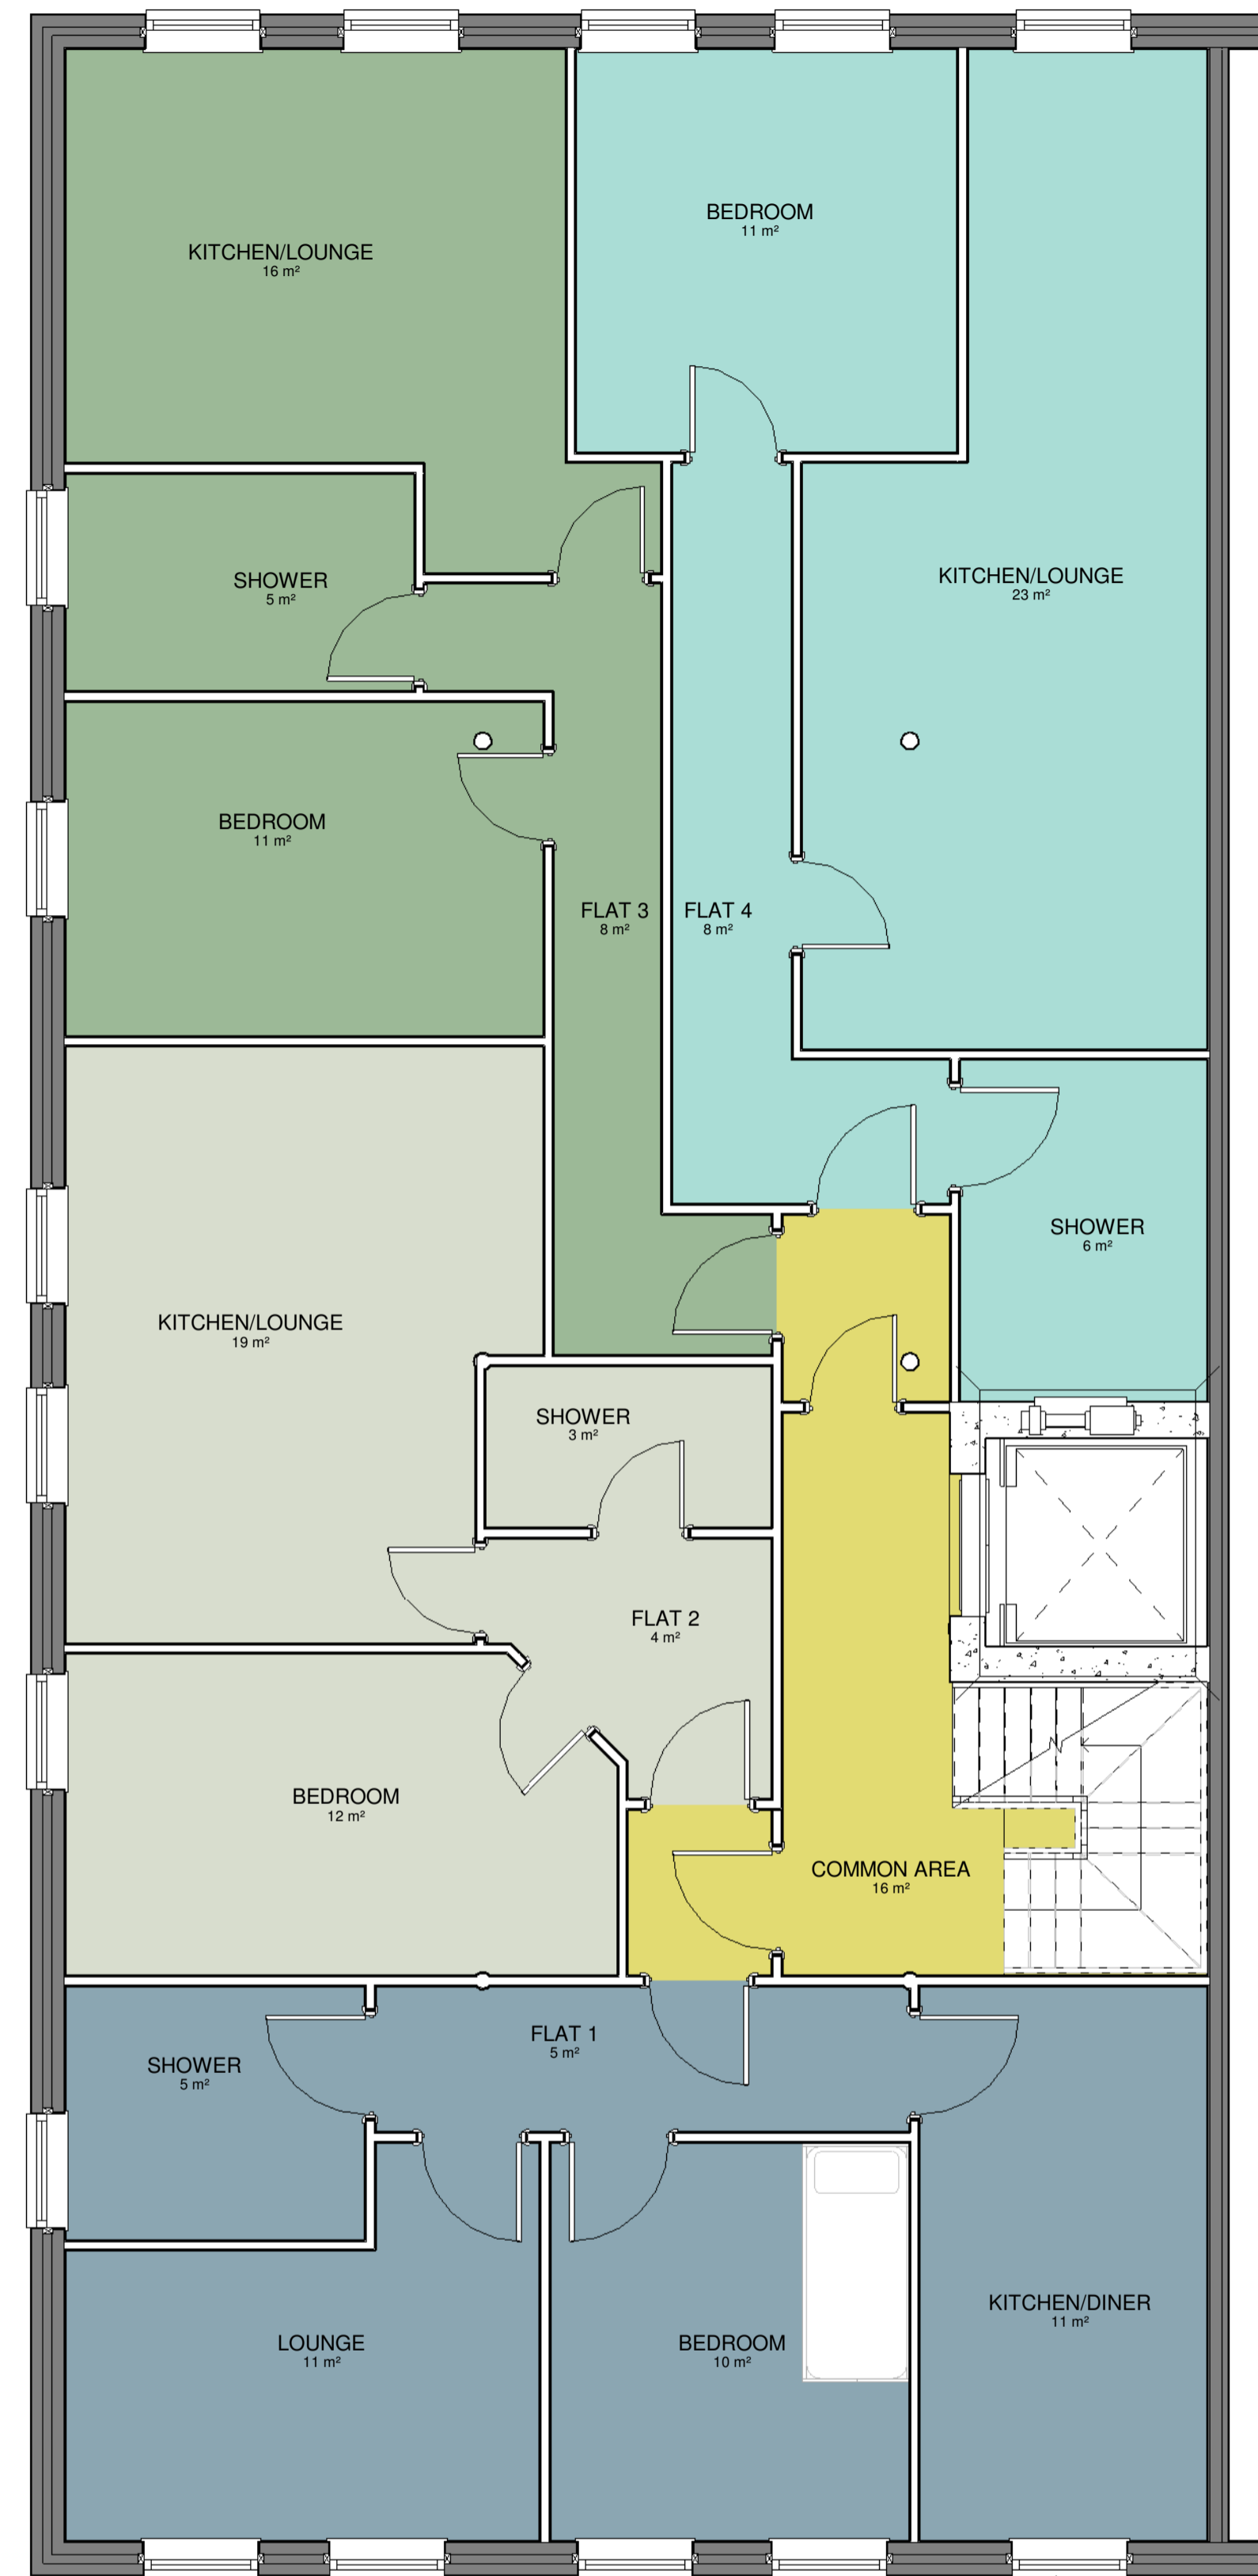 BEDROOM
11 m²
KITCHEN/LOUNGE
16 m²
KITCHEN/LOUNGE
23 m²
SHOWER
5 m²
BEDROOM
11 m²
FLAT 3
8 m²
FLAT 4
8 m²
SHOWER
6 m²
KITCHEN/LOUNGE
19 m²
SHOWER
3 m²
FLAT 2
4 m²
BEDROOM
12 m²
COMMON AREA
16 m²
FLAT 1
5 m²
SHOWER
5 m²
KITCHEN/DINER
11 m²
LOUNGE
11 m²
BEDROOM
10 m²